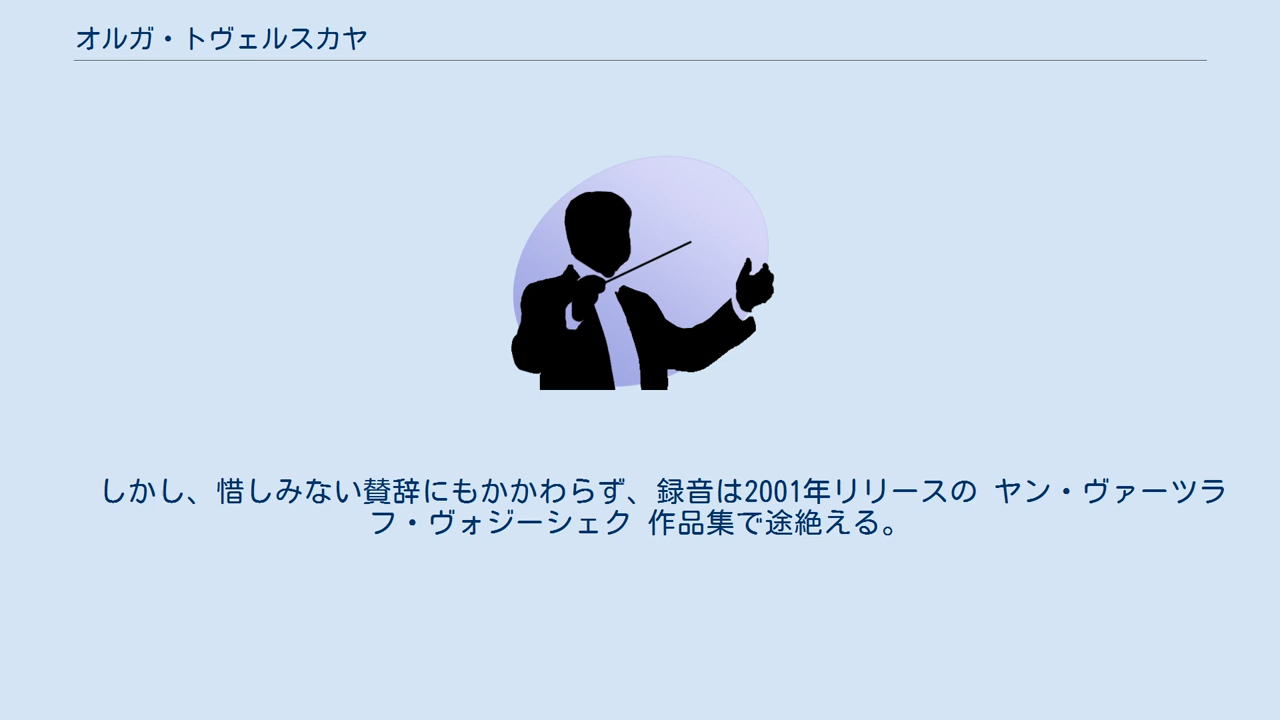 オルガ・トヴェルスカヤ
しかし、惜しみない賛辞にもかかわらず、録音は2001年リリースの ヤン・ヴァーツラ
フ・ヴォジーシェク 作品集で途絶える。